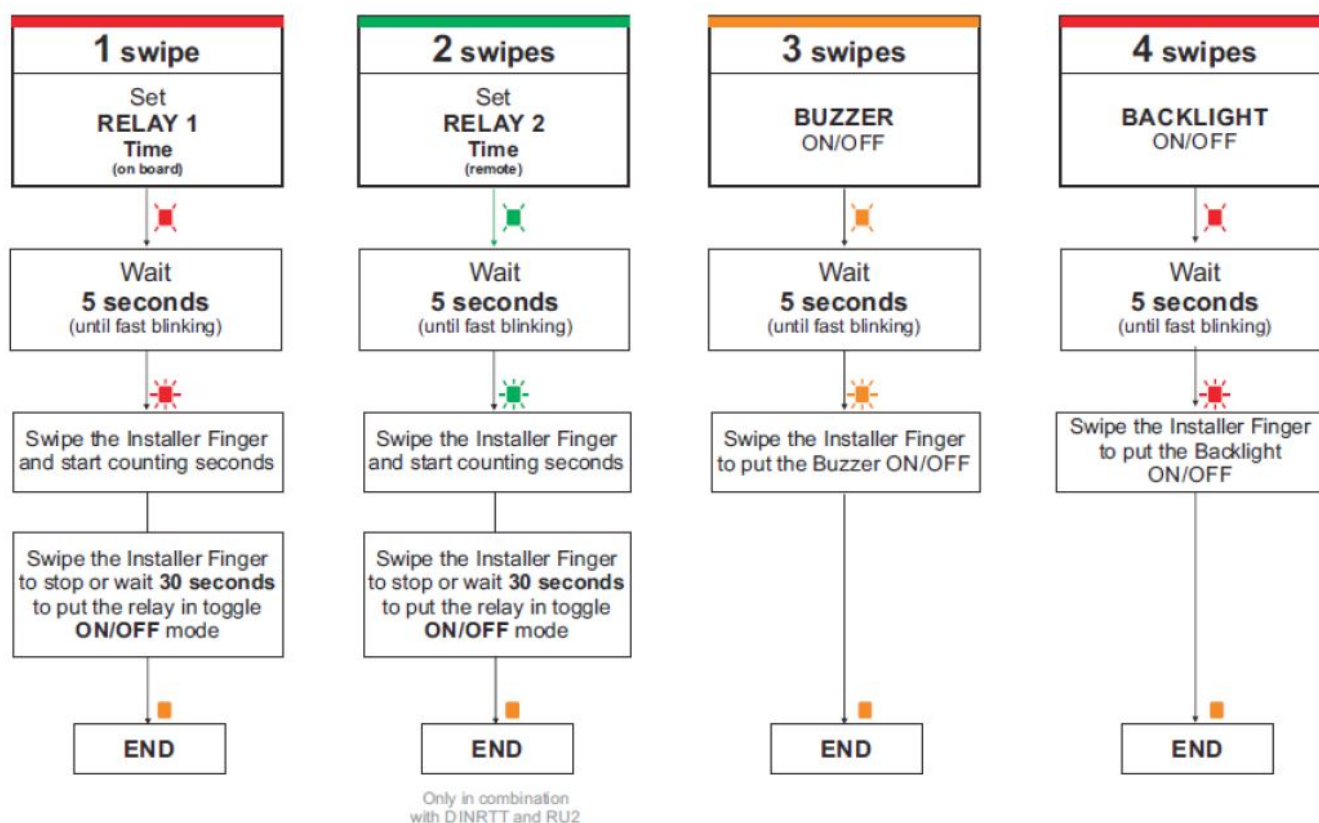 1 swipe
Set
RELAY 1
Time
(on board)
Wait
5 seconds
(until fast blinking)
Swipe the Installer Finger
and start counting seconds
Swipe the Installer Finger
to stop or wait 30 seconds
to put the relay in toggle
ON/OFF mode
END
2 swipes
Set
RELAY 2
Time
(remote)
Wait
5 seconds
(until fast blinking)
Swipe the Installer Finger
and start counting seconds
Swipe the Installer Finger
to stop or wait 30 seconds
to put the relay in toggle
ON/OFF mode
END
Only in combination
with DINRTT and RU2
3 swipes
BUZZER
ON/OFF
Wait
5 seconds
(until fast blinking)
Swipe the Installer Finger
to put the Buzzer ON/OFF
END
4 swipes
BACKLIGHT
ON/OFF
Wait
5 seconds
(until fast blinking)
Swipe the Installer Finger
to put the Backlight
ON/OFF
END